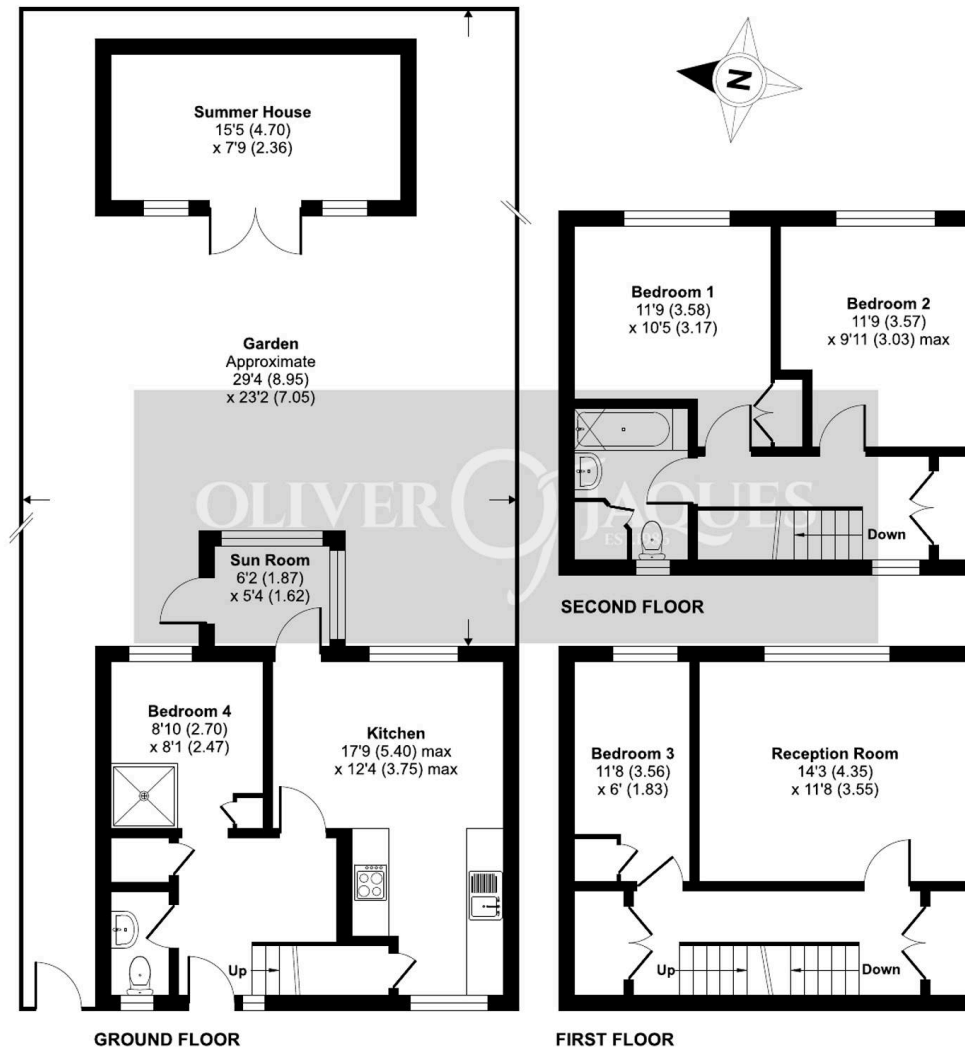 Summer House
15'5 (4.70)
x 7'9 (2.36)
N
Garden
Approximate
29'4 (8.95)
x 23'2 (7.05)
Bedroom 1
11'9 (3.58)
x 10'5 (3.17)
Bedroom 2
11'9 (3.57)
x 9'11 (3.03) max
OLIVER JAQUES
Down
Sun Room
6'2 (1.87)
x 5'4 (1.62)
SECOND FLOOR
Bedroom 4
8'10 (2.70)
x 8'1 (2.47)
Kitchen
17'9 (5.40) max
x 12'4 (3.75) max
Bedroom 3
11'8 (3.56)
x 6' (1.83)
Reception Room
14'3 (4.35)
x 11'8 (3.55)
Up
Up
Down
GROUND FLOOR
FIRST FLOOR